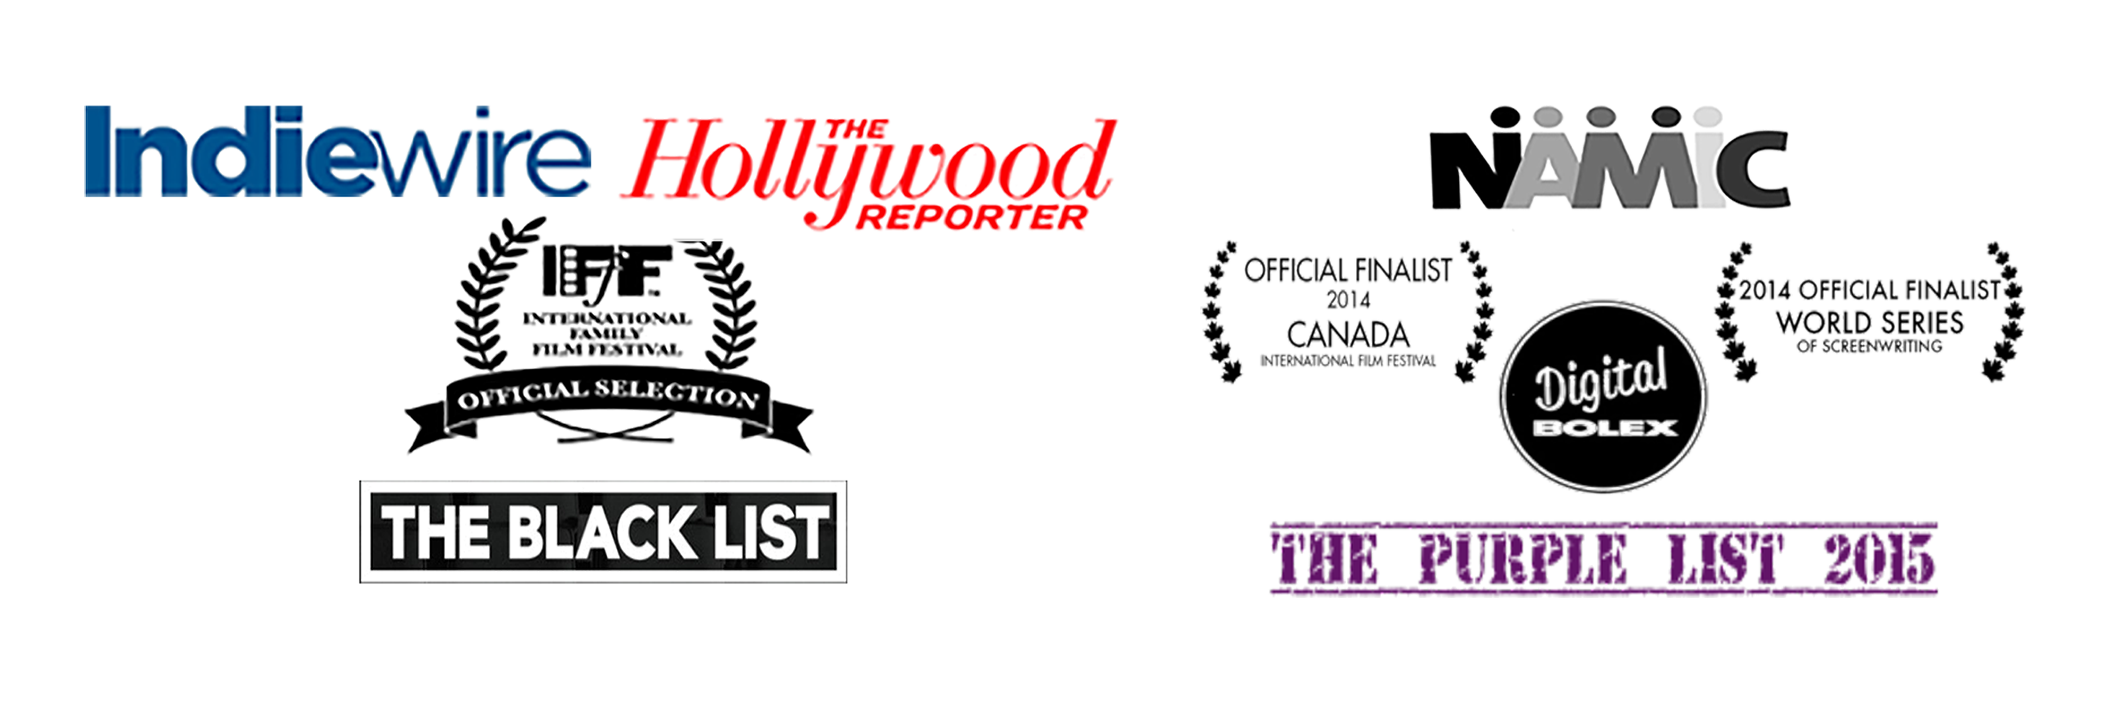 Indiewire
THE
Hollywood
REPORTER
IFfF
INTERNATIONAL
FAMILY
FILM FESTIVAL
OFFICIAL SELECTION
THE BLACK LIST
NAMIC
OFFICIAL FINALIST
2014
CANADA
INTERNATIONAL FILM FESTIVAL
2014 OFFICIAL FINALIST
WORLD SERIES
OF SCREENWRITING
Digital
BOLEX
THE PURPLE LIST 2015